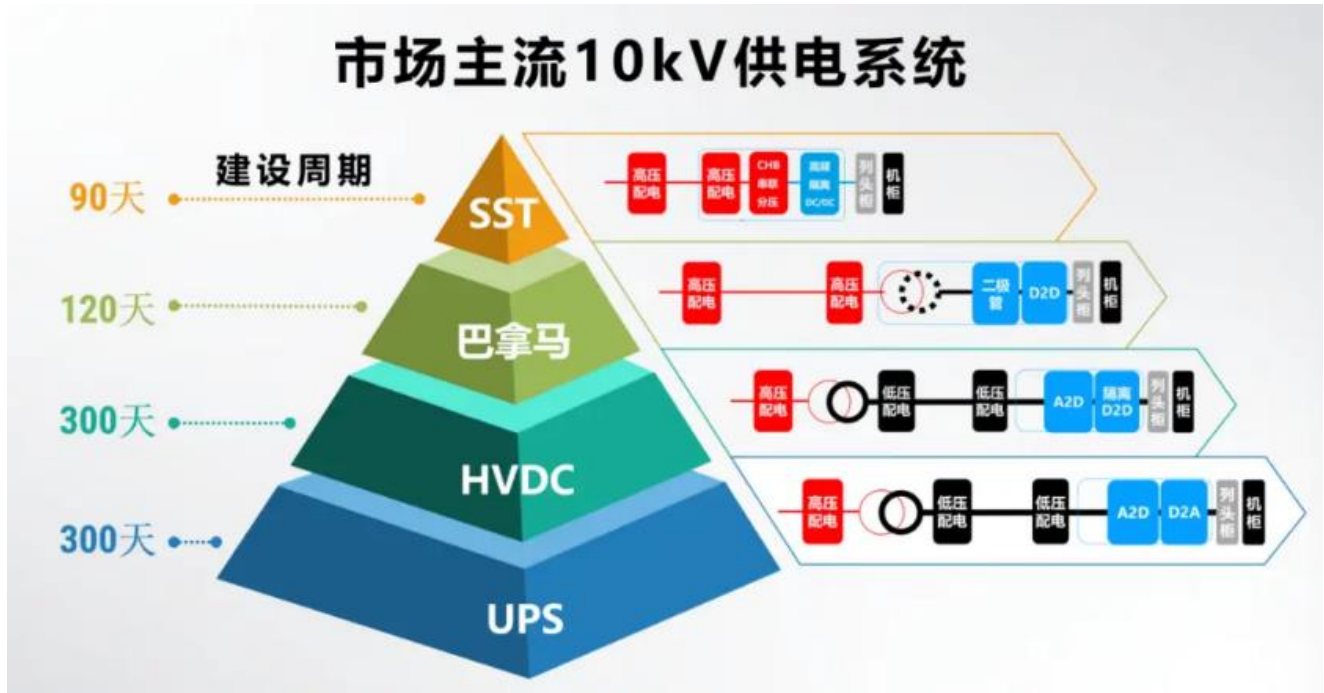 市场主流10kV供电系统
建设周期
90天
SST
高压
配电
高压
配电
CHB
串联
分压
高频
隔离
DC/DC
列
头
柜
机
柜
120天
巴拿马
高压
配电
高压
配电
二极
管
D2D
列
头
柜
机
柜
300天
HVDC
高压
配电
低压
配电
低压
配电
A2D
隔离
D2D
列
头
柜
机
柜
300天
UPS
高压
配电
低压
配电
低压
配电
A2D
D2A
列
头
柜
机
柜